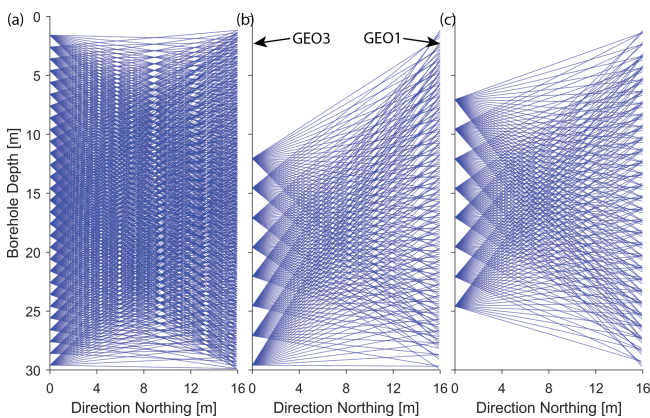 (a)
(b)
(c)
GEO3
GEO1
Borehole Depth [m]
0
5
10
15
20
25
30
0 4 8 12 16
0 4 8 12 16
0 4 8 12 16
Direction Northing [m]
Direction Northing [m]
Direction Northing [m]